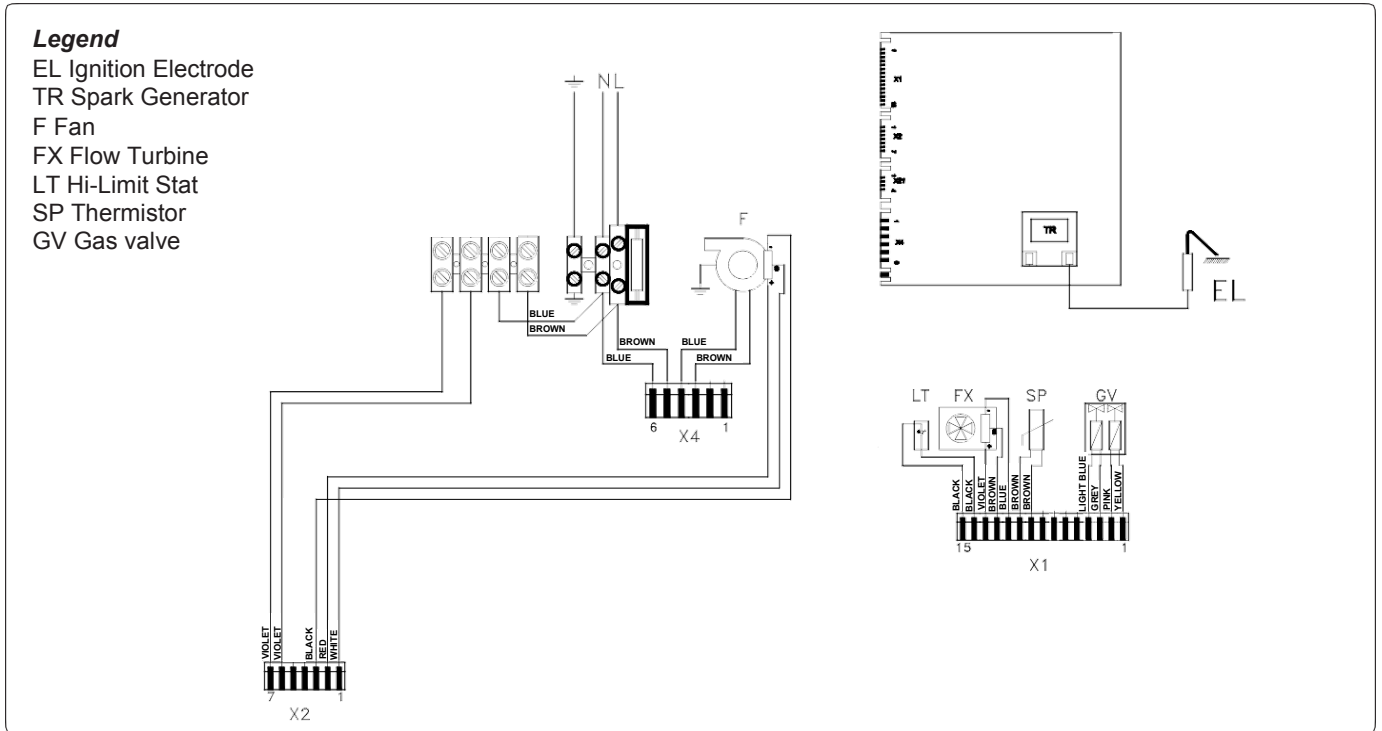 Legend
EL Ignition Electrode
TR Spark Generator
F Fan
FX Flow Turbine
LT Hi-Limit Stat
SP Thermistor
GV Gas valve
N L
F
BLUE
BROWN
BROWN
BLUE
BLUE
BROWN
6 1
X4
X1
X2
X4
TR
EL
LT FX SP GV
BLACK
BLACK
VIOLET
BROWN
BLUE
BROWN
BROWN
LIGHT BLUE
GREY
PINK
YELLOW
15 1
X1
VIOLET
VIOLET
BLACK
RED
WHITE
7 1
X2